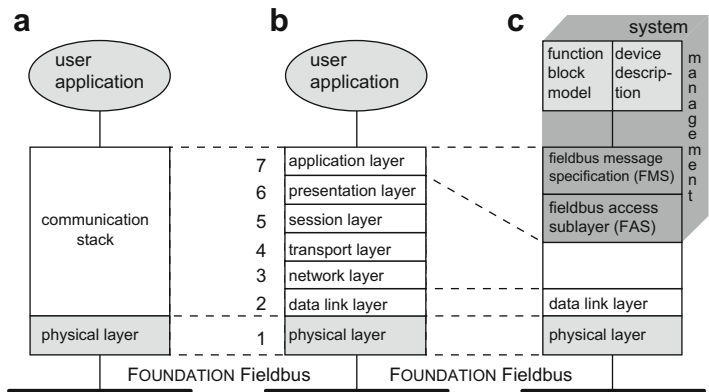 a
user
application
communication
stack
physical layer
b
user
application
7 application layer
6 presentation layer
5 session layer
4 transport layer
3 network layer
2 data link layer
1 physical layer
c
system
management
function
block
model
device
descrip-
tion
fieldbus message
specification (FMS)
fieldbus access
sublayer (FAS)
data link layer
physical layer
FOUNDATION Fieldbus
FOUNDATION Fieldbus